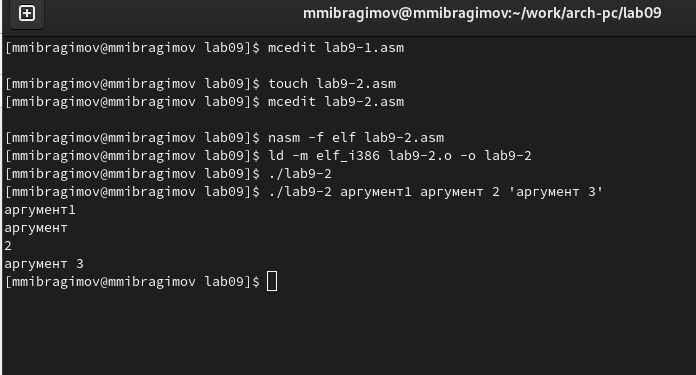 mmibragimov@mmibragimov:~/work/arch-pc/lab09
[mmibragimov@mmibragimov lab09]$ mcedit lab9-1.asm
[mmibragimov@mmibragimov lab09]$ touch lab9-2.asm
[mmibragimov@mmibragimov lab09]$ mcedit lab9-2.asm
[mmibragimov@mmibragimov lab09]$ nasm -f elf lab9-2.asm
[mmibragimov@mmibragimov lab09]$ ld -m elf_i386 lab9-2.o -o lab9-2
[mmibragimov@mmibragimov lab09]$ ./lab9-2
[mmibragimov@mmibragimov lab09]$ ./lab9-2 аргумент1 аргумент 2 'аргумент 3'
аргумент1
аргумент
2
аргумент 3
[mmibragimov@mmibragimov lab09]$